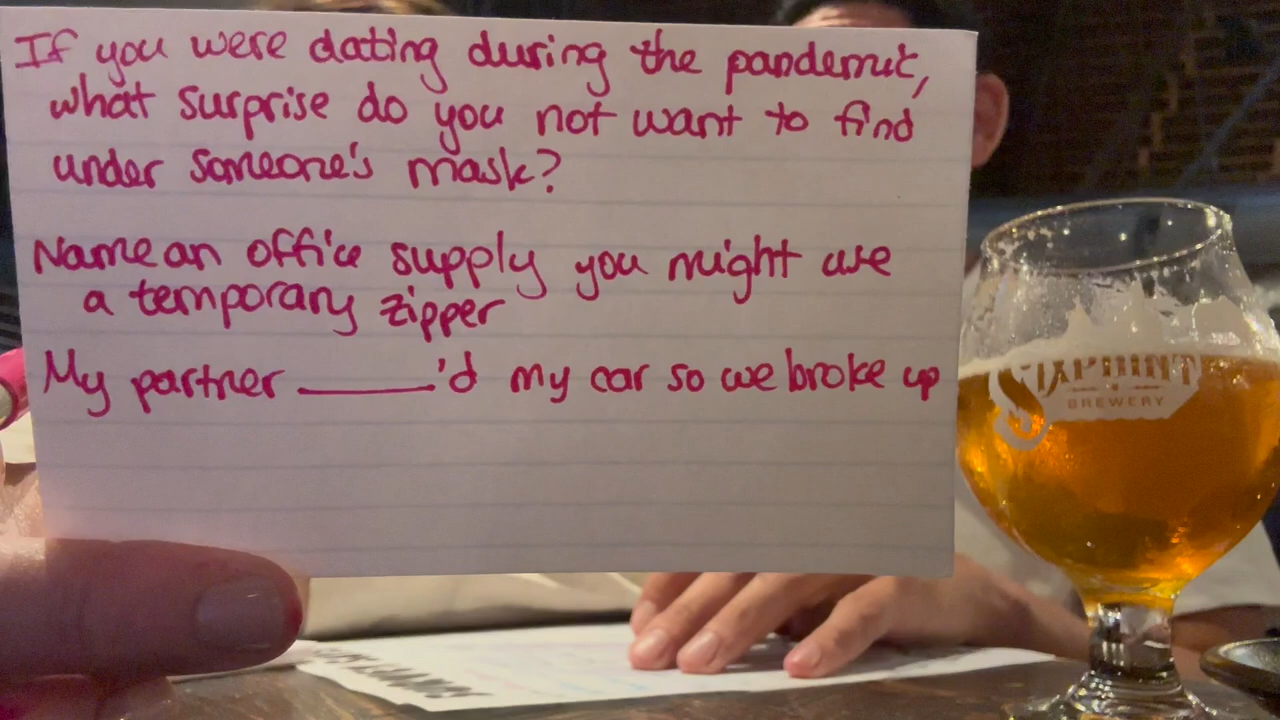 If you were dating during the pandemic,
what surprise do you not want to find
under someone's mask?
Name an office supply you might use
a temporary zipper
My partner ______'d my car so we broke up
SIXPOINT
BREWERY